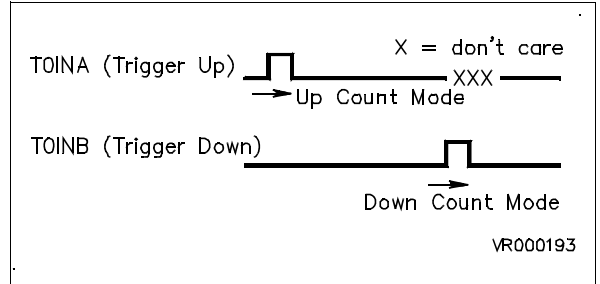 X = don't care
T0INA (Trigger Up)
XXX
Up Count Mode
T0INB (Trigger Down)
Down Count Mode
VR000193